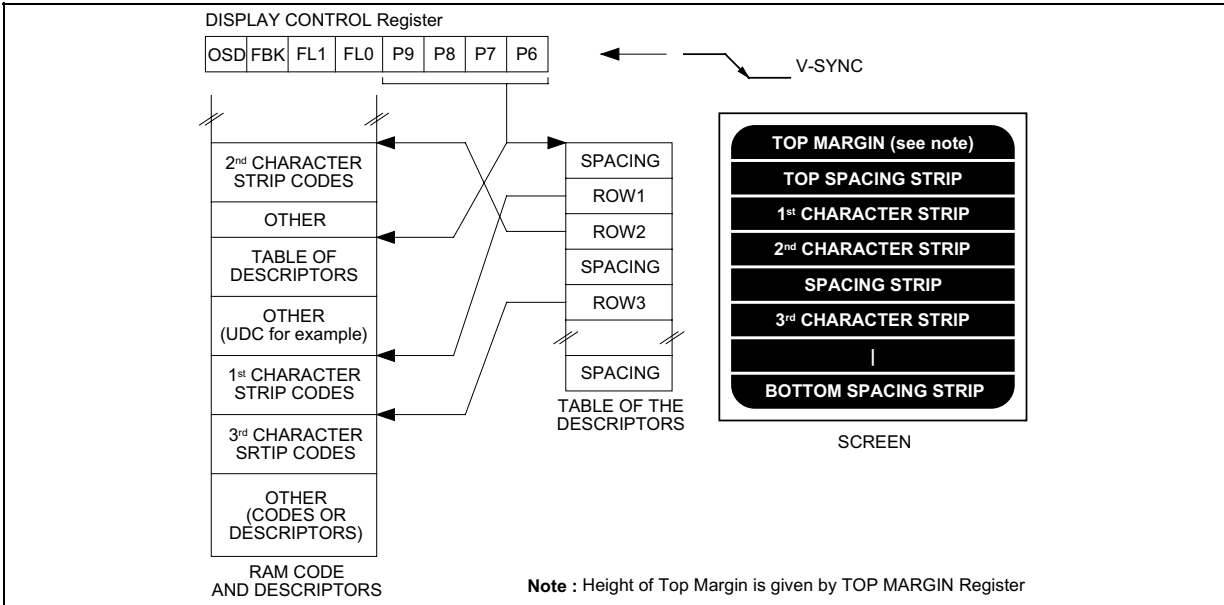 DISPLAY CONTROL Register
OSD FBK FL1 FL0 P9 P8 P7 P6
V-SYNC
2nd CHARACTER
STRIP CODES
OTHER
TABLE OF
DESCRIPTORS
OTHER
(UDC for example)
1st CHARACTER
STRIP CODES
3rd CHARACTER
SRTIP CODES
OTHER
(CODES OR
DESCRIPTORS)
RAM CODE
AND DESCRIPTORS
SPACING
ROW1
ROW2
SPACING
ROW3
SPACING
TABLE OF THE
DESCRIPTORS
TOP MARGIN (see note)
TOP SPACING STRIP
1st CHARACTER STRIP
2nd CHARACTER STRIP
SPACING STRIP
3rd CHARACTER STRIP
|
BOTTOM SPACING STRIP
SCREEN
Note : Height of Top Margin is given by TOP MARGIN Register